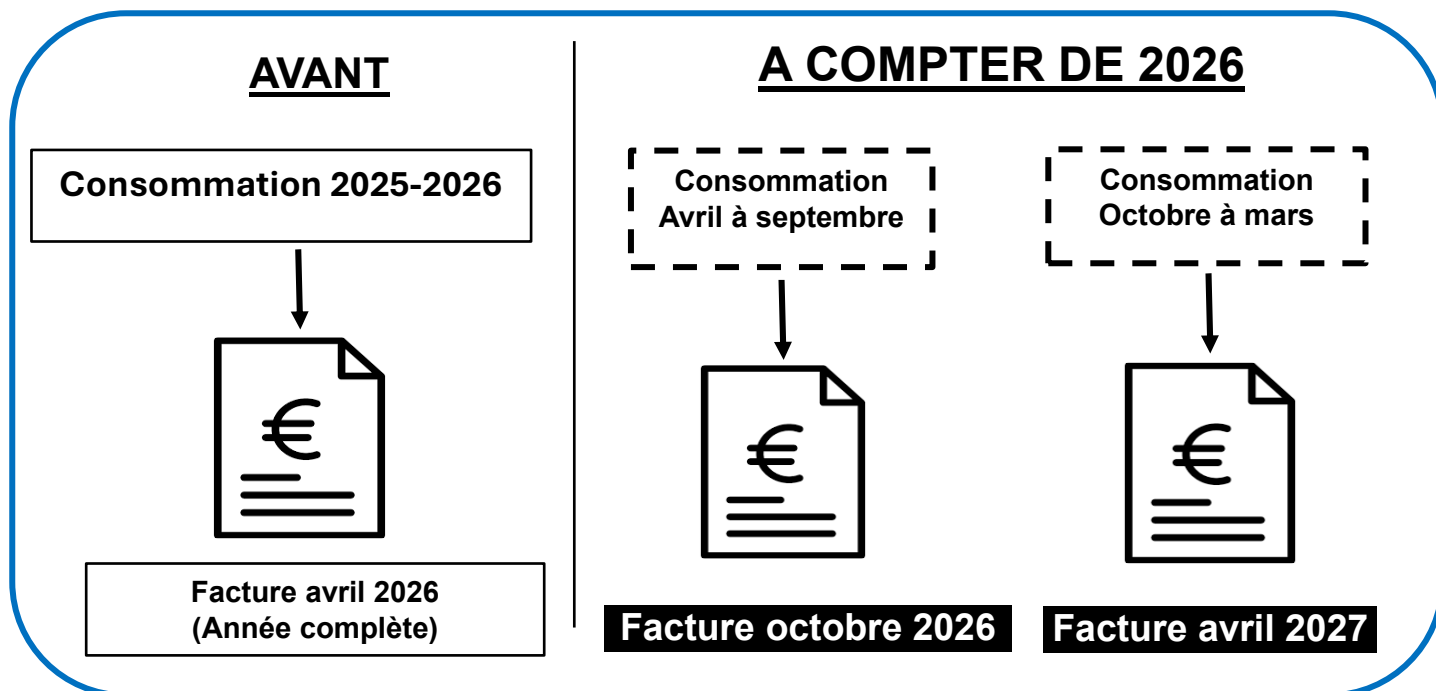 AVANT
Consommation 2025-2026
€
Facture avril 2026
(Année complète)
A COMPTER DE 2026
Consommation
Avril à septembre
€
Facture octobre 2026
Consommation
Octobre à mars
€
Facture avril 2027